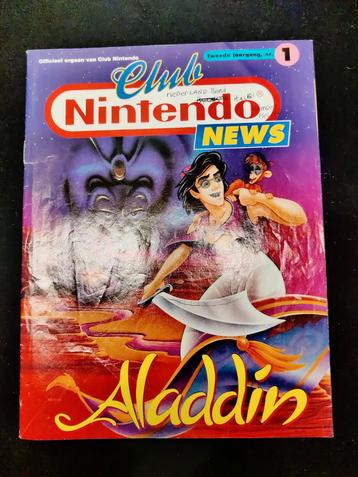 Officieel orgaan van Club Nintendo
Tweede jaargang, nr. 1
Club
Nintendo
NEWS
Aladdin